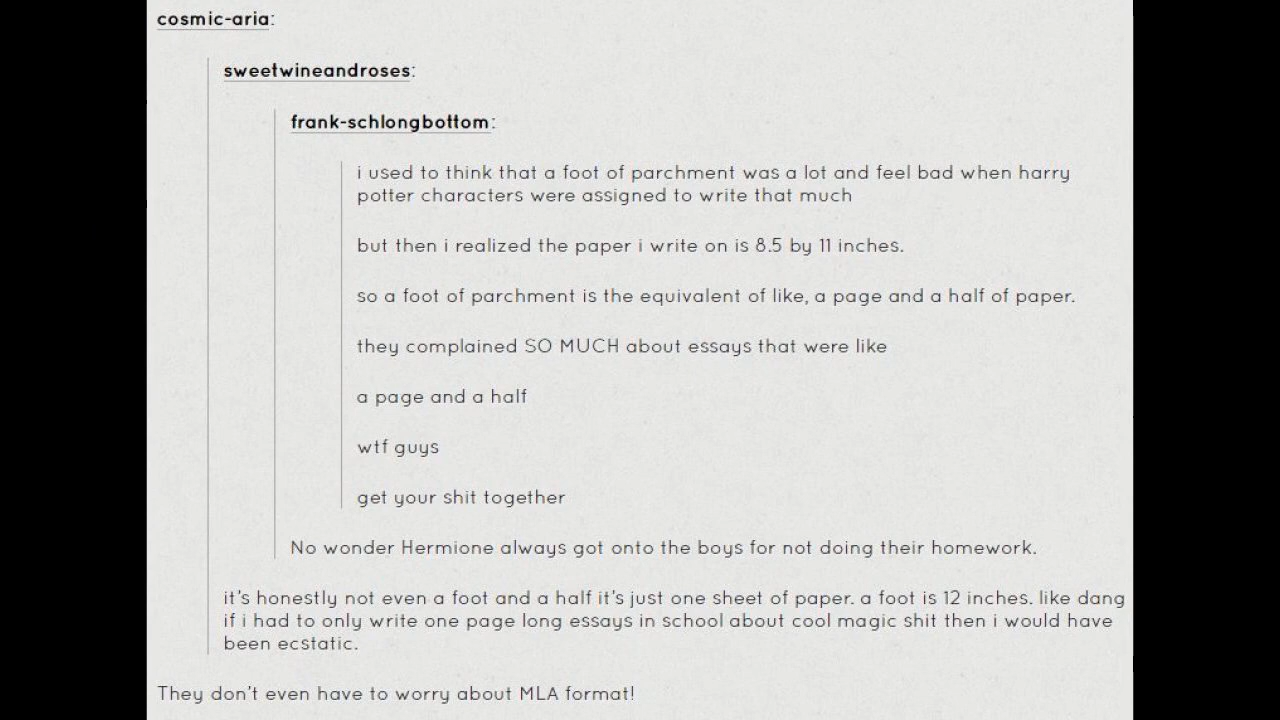 cosmic-aria:
sweetwineandroses:
frank-schlongbottom:
i used to think that a foot of parchment was a lot and feel bad when harry
potter characters were assigned to write that much
but then i realized the paper i write on is 8.5 by 11 inches.
so a foot of parchment is the equivalent of like, a page and a half of paper.
they complained SO MUCH about essays that were like
a page and a half
wtf guys
get your shit together
No wonder Hermione always got onto the boys for not doing their homework.
it's honestly not even a foot and a half it's just one sheet of paper. a foot is 12 inches. like dang
if i had to only write one page long essays in school about cool magic shit then i would have
been ecstatic.
They don't even have to worry about MLA format!